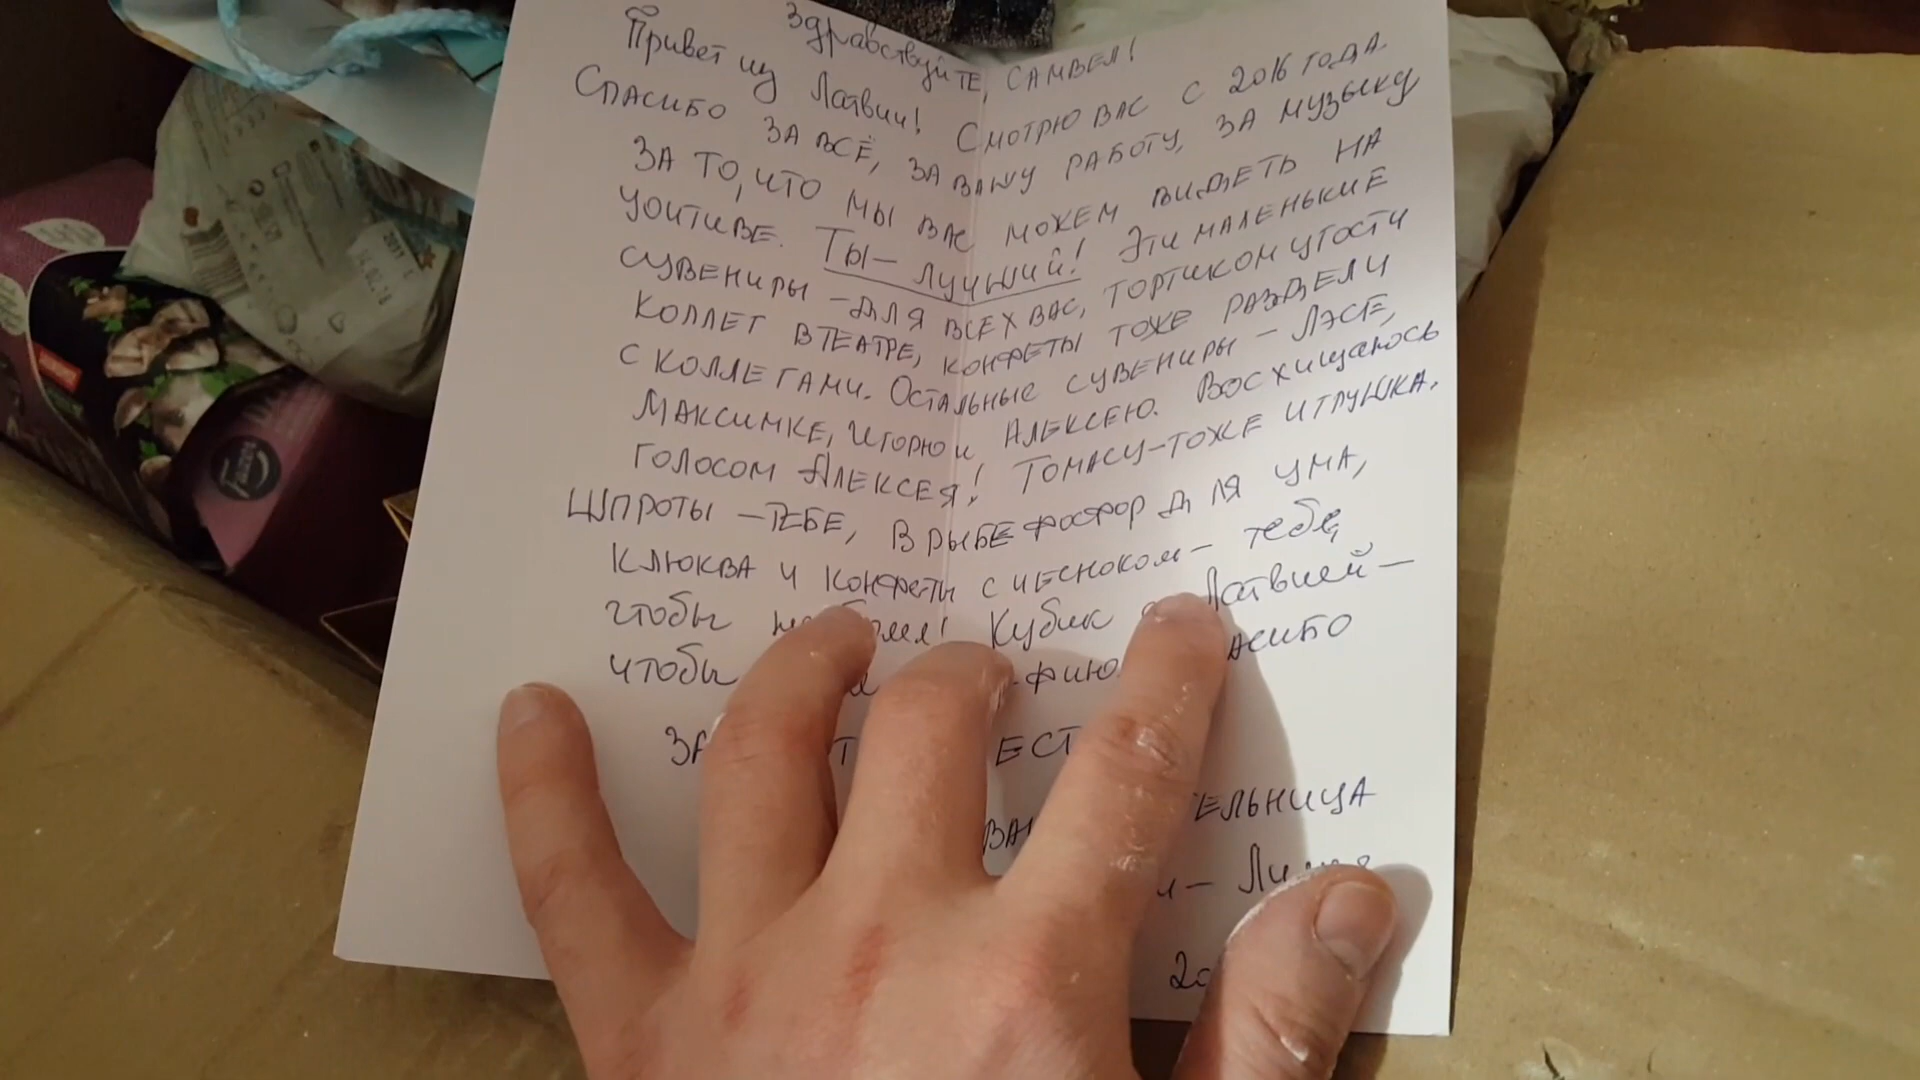 Здравствуйте, Самвел!
Привет из Латвии! Смотрю вас с 2016 года.
Спасибо за всё, за вашу работу, за музыку
за то, что мы вас можем видеть на
Youtube. Ты – лучший! Эти маленькие
сувениры – для всех вас, тортиком угости
коллег в театре, конфеты тоже раздели
с коллегами. Остальные сувениры – Лэсе,
Максимке, Игорю и Алексею. Восхищаюсь
голосом Алексея! Томасу – тоже игрушка.
Шпроты – тебе, в рыбе фосфор для ума,
клюква и конфеты с чесноком – тебе,
чтобы Кубик Латвией –
чтобы